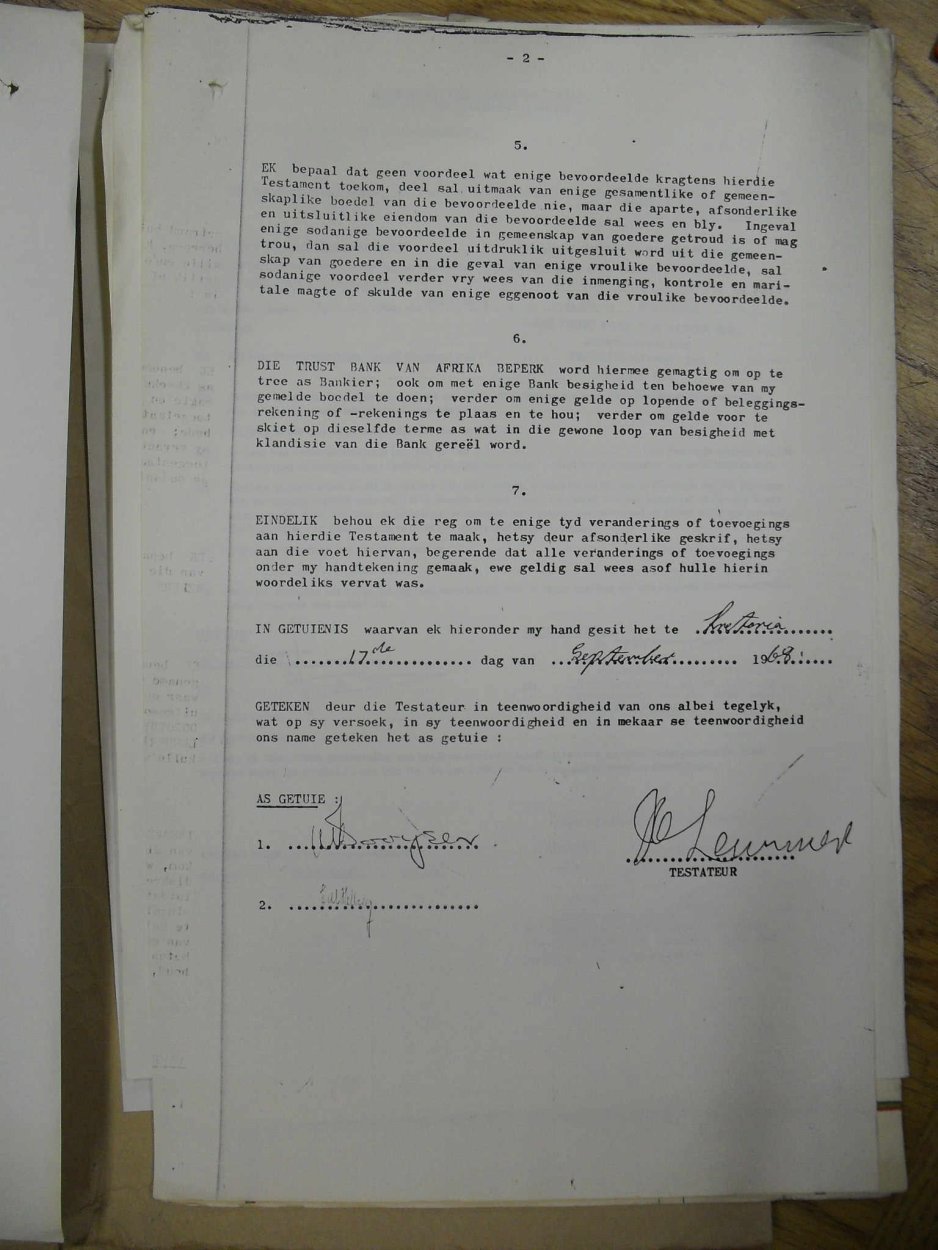 - 2 -
5.
EK bepaal dat geen voordeel wat enige bevoordeelde kragtens hierdie
Testament toekom, deel sal uitmaak van enige gesamentlike of gemeen-
skaplike boedel van die bevoordeelde nie, maar die aparte, afsonderlike
en uitsluitlike eiendom van die bevoordeelde sal wees en bly. Ingeval
enige sodanige bevoordeelde in gemeenskap van goedere getroud is of mag
trou, dan sal die voordeel uitdruklik uitgesluit word uit die gemeen-
skap van goedere en in die geval van enige vroulike bevoordeelde, sal
sodanige voordeel verder vry wees van die inmenging, kontrole en mari-
tale magte of skulde van enige eggenoot van die vroulike bevoordeelde.
6.
DIE TRUST BANK VAN AFRIKA BEPERK word hiermee gemagtig om op te
tree as Bankier; ook om met enige Bank besigheid ten behoewe van my
gemelde boedel te doen; verder om enige gelde op lopende of beleggings-
rekening of -rekenings te plaas en te hou; verder om gelde voor te
skiet op dieselfde terme as wat in die gewone loop van besigheid met
klandisie van die Bank gereël word.
7.
EINDELIK behou ek die reg om te enige tyd veranderings of toevoegings
aan hierdie Testament te maak, hetsy deur afsonderlike geskrif, hetsy
aan die voet hiervan, begerende dat alle veranderings of toevoegings
onder my handtekening gemaak, ewe geldig sal wees asof hulle hierin
woordeliks vervat was.
IN GETUIENIS waarvan ek hieronder my hand gesit het te Pretoria
die 17de dag van September 1968
GETEKEN deur die Testateur in teenwoordigheid van ons albei tegelyk,
wat op sy versoek, in sy teenwoordigheid en in mekaar se teenwoordigheid
ons name geteken het as getuie :
AS GETUIE :
1.
Lemmer
TESTATEUR
2.